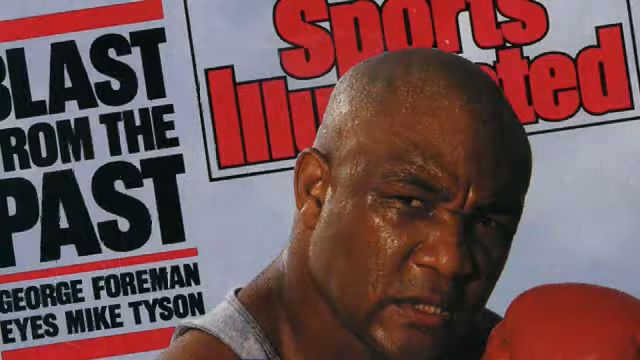 BLAST
FROM THE
PAST
GEORGE FOREMAN
EYES MIKE TYSON
Sports
Illustrated